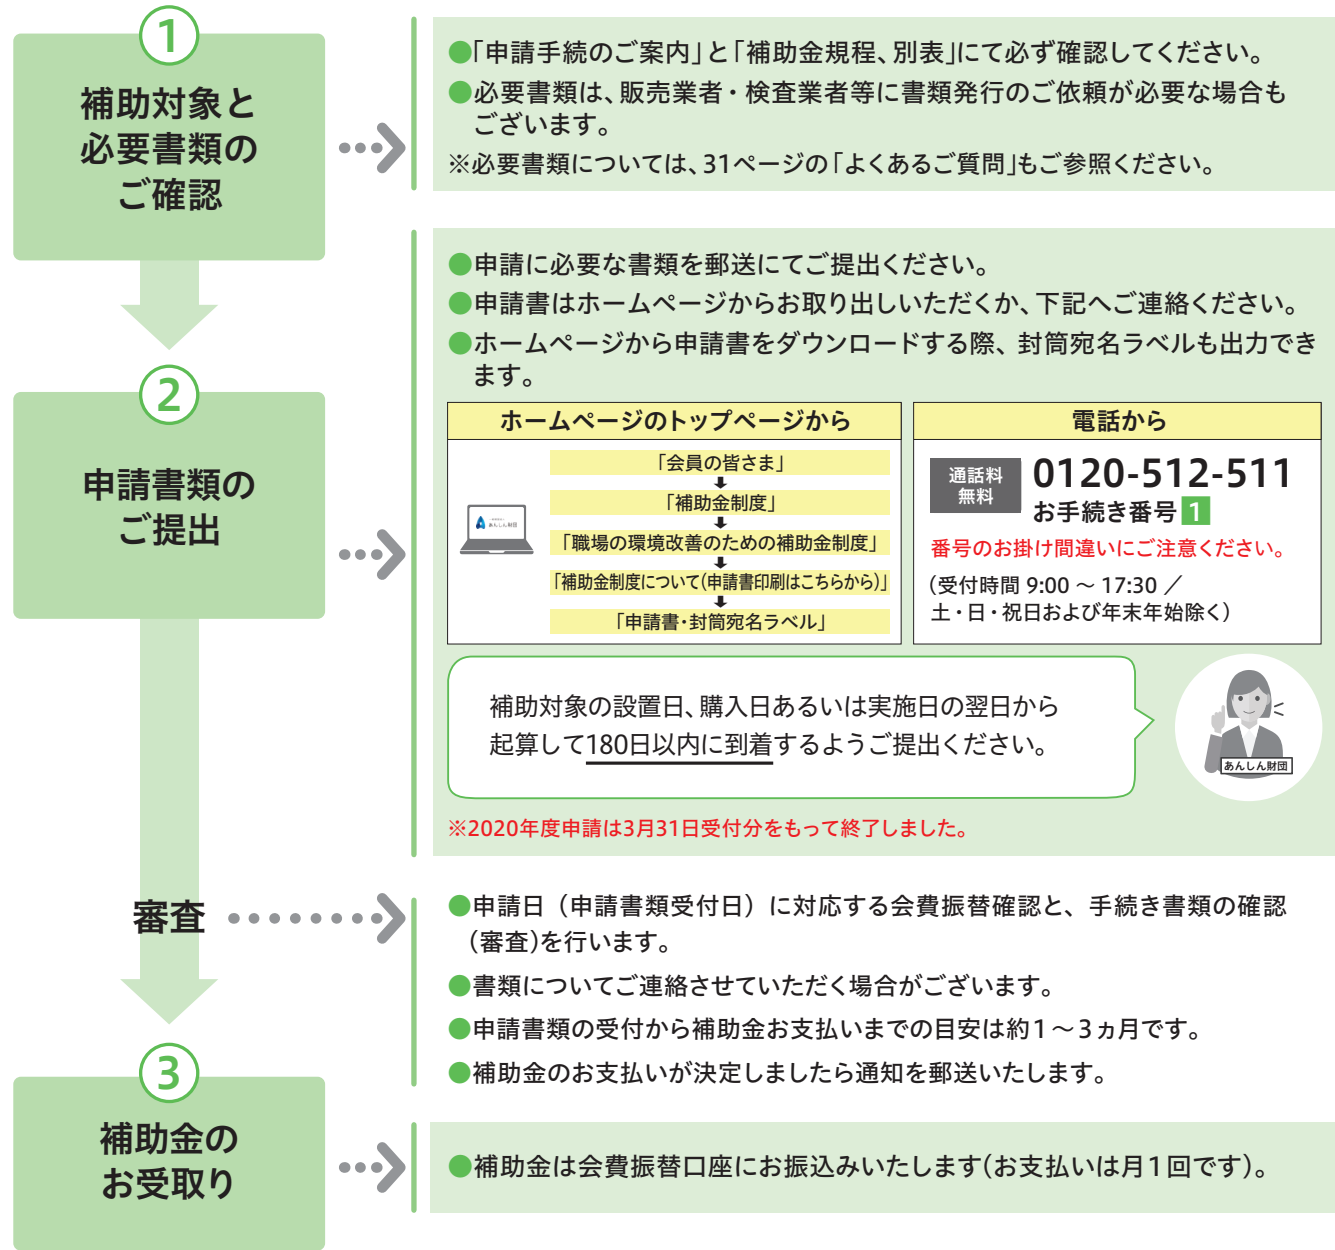 1
補助対象と
必要書類の
ご確認
●「申請手続のご案内」と「補助金規程、別表」にて必ず確認してください。
●必要書類は、販売業者・検査業者等に書類発行のご依頼が必要な場合も
ございます。
※必要書類については、31ページの「よくあるご質問」もご参照ください。
2
申請書類の
ご提出
●申請に必要な書類を郵送にてご提出ください。
●申請書はホームページからお取り出しいただくか、下記へご連絡ください。
●ホームページから申請書をダウンロードする際、封筒宛名ラベルも出力でき
ます。
ホームページのトップページから
「会員の皆さま」
「補助金制度」
「職場の環境改善のための補助金制度」
「補助金制度について(申請書印刷はこちらから)」
「申請書・封筒宛名ラベル」
あんしん財団
電話から
通話料
無料
0120-512-511
お手続き番号 1
番号のお掛け間違いにご注意ください。
(受付時間 9:00 ～ 17:30 ／
土・日・祝日および年末年始除く)
補助対象の設置日、購入日あるいは実施日の翌日から
起算して180日以内に到着するようご提出ください。
あんしん財団
※2020年度申請は3月31日受付分をもって終了しました。
審査
●申請日（申請書類受付日）に対応する会費振替確認と、手続き書類の確認
(審査)を行います。
●書類についてご連絡させていただく場合がございます。
●申請書類の受付から補助金お支払いまでの目安は約1～3ヵ月です。
●補助金のお支払いが決定しましたら通知を郵送いたします。
3
補助金の
お受取り
●補助金は会費振替口座にお振込みいたします(お支払いは月1回です)。